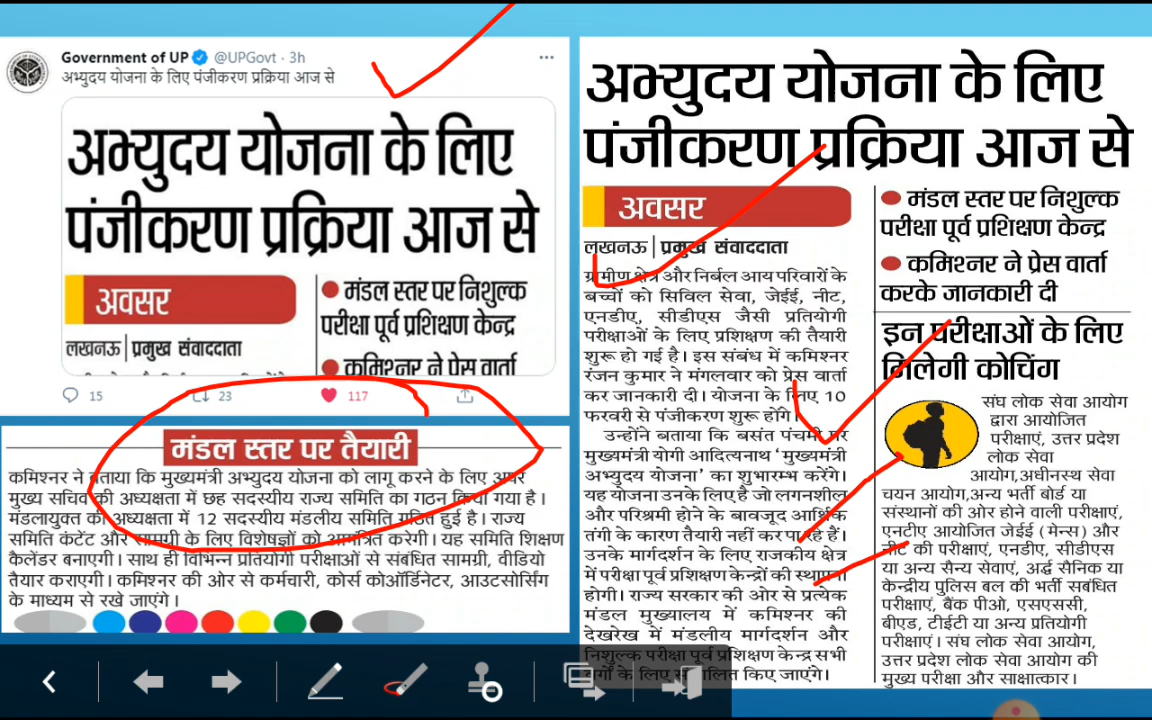 Government of UP @UPGovt · 3h
अभ्युदय योजना के लिए पंजीकरण प्रक्रिया आज से
अभ्युदय योजना के लिए
पंजीकरण प्रक्रिया आज से
अवसर
लखनऊ | प्रमुख संवाददाता
मंडल स्तर पर निशुल्क
परीक्षा पूर्व प्रशिक्षण केन्द्र
कमिश्नर ने प्रेस वार्ता
15 23 117
मंडल स्तर पर तैयारी
कमिश्नर ने बताया कि मुख्यमंत्री अभ्युदय योजना को लागू करने के लिए अपर
मुख्य सचिव की अध्यक्षता में छह सदस्यीय राज्य समिति का गठन किया गया है।
मंडलायुक्त की अध्यक्षता में 12 सदस्यीय मंडलीय समिति गठित हुई है। राज्य
समिति कंटेंट और सामग्री के लिए विशेषज्ञों को आमंत्रित करेगी। यह समिति शिक्षण
कैलेंडर बनाएगी। साथ ही विभिन्न प्रतियोगी परीक्षाओं से संबंधित सामग्री, वीडियो
तैयार कराएगी। कमिश्नर की ओर से कर्मचारी, कोर्स कोऑर्डिनेटर, आउटसोर्सिंग
के माध्यम से रखे जाएंगे।
अभ्युदय योजना के लिए
पंजीकरण प्रक्रिया आज से
अवसर
लखनऊ | प्रमुख संवाददाता
ग्रामीण क्षेत्र और निर्बल आय परिवारों के
बच्चों को सिविल सेवा, जेईई, नीट,
एनडीए, सीडीएस जैसी प्रतियोगी
परीक्षाओं के लिए प्रशिक्षण की तैयारी
शुरू हो गई है। इस संबंध में कमिश्नर
रंजन कुमार ने मंगलवार को प्रेस वार्ता
कर जानकारी दी। योजना के लिए 10
फरवरी से पंजीकरण शुरू होंगे।
उन्होंने बताया कि बसंत पंचमी पर
मुख्यमंत्री योगी आदित्यनाथ ‘मुख्यमंत्री
अभ्युदय योजना’ का शुभारम्भ करेंगे।
यह योजना उनके लिए है जो लगनशील
और परिश्रमी होने के बावजूद आर्थिक
तंगी के कारण तैयारी नहीं कर पा रहे हैं।
उनके मार्गदर्शन के लिए राजकीय क्षेत्र
में परीक्षा पूर्व प्रशिक्षण केन्द्रों की स्थापना
होगी। राज्य सरकार की ओर से प्रत्येक
मंडल मुख्यालय में कमिश्नर की
देखरेख में मंडलीय मार्गदर्शन और
निशुल्क परीक्षा पूर्व प्रशिक्षण केन्द्र सभी
के लिए किए जाएंगे।
मंडल स्तर पर निशुल्क
परीक्षा पूर्व प्रशिक्षण केन्द्र
कमिश्नर ने प्रेस वार्ता
करके जानकारी दी
इन परीक्षाओं के लिए
मिलेगी कोचिंग
संघ लोक सेवा आयोग
द्वारा आयोजित
परीक्षाएं, उत्तर प्रदेश
लोक सेवा
आयोग,अधीनस्थ सेवा
चयन आयोग,अन्य भर्ती बोर्ड या
संस्थानों की ओर होने वाली परीक्षाएं,
एनटीए आयोजित जेईई (मेन्स) और
नीट की परीक्षाएं, एनडीए, सीडीएस
या अन्य सैन्य सेवाएं, अर्द्ध सैनिक या
केन्द्रीय पुलिस बल की भर्ती सबंधित
परीक्षाएं, बैंक पीओ, एसएससी,
बीएड, टीईटी या अन्य प्रतियोगी
परीक्षाएं। संघ लोक सेवा आयोग,
उत्तर प्रदेश लोक सेवा आयोग की
मुख्य परीक्षा और साक्षात्कार।